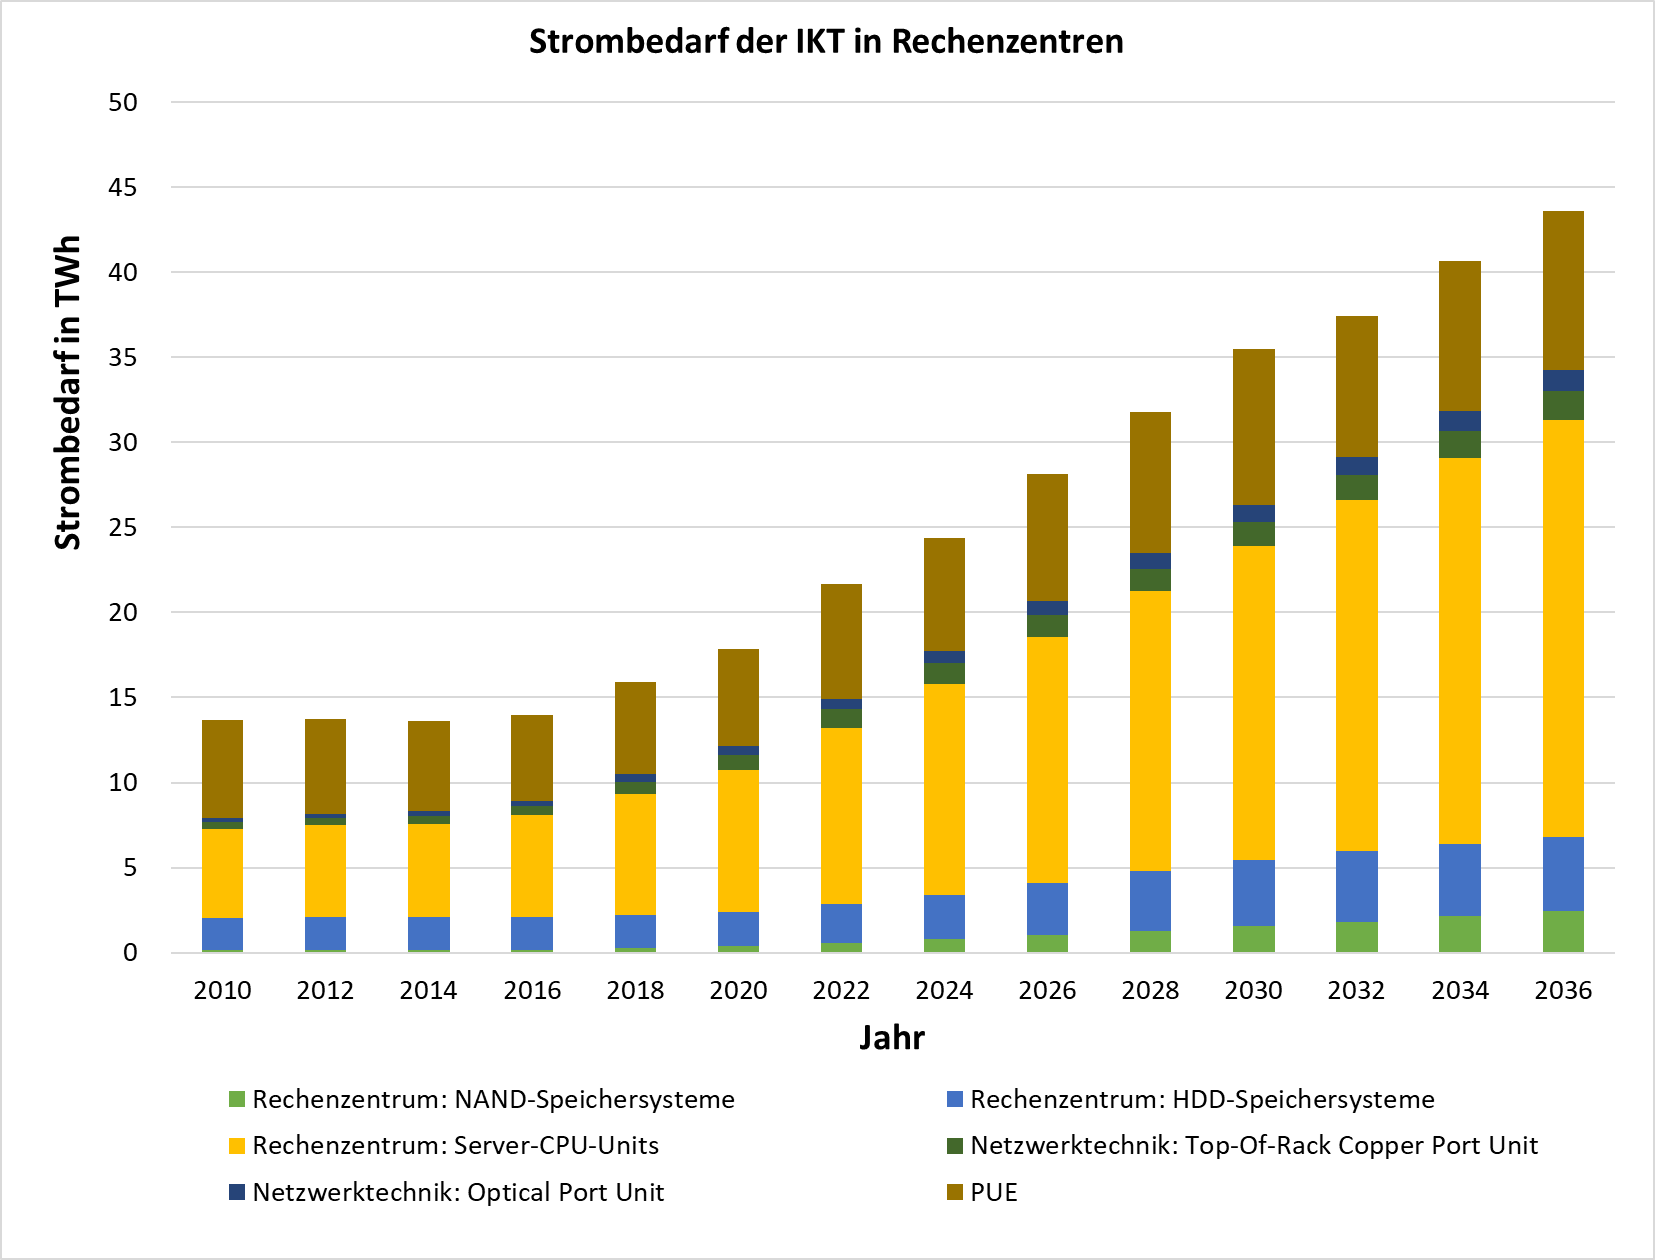 Strombedarf der IKT in Rechenzentren
50
45
40
35
30
25
20
15
10
5
0
Strombedarf in TWh
2010 2012 2014 2016 2018 2020 2022 2024 2026 2028 2030 2032 2034 2036
Jahr
Rechenzentrum: NAND-Speichersysteme Rechenzentrum: HDD-Speichersysteme
Rechenzentrum: Server-CPU-Units Netzwerktechnik: Top-Of-Rack Copper Port Unit
Netzwerktechnik: Optical Port Unit PUE